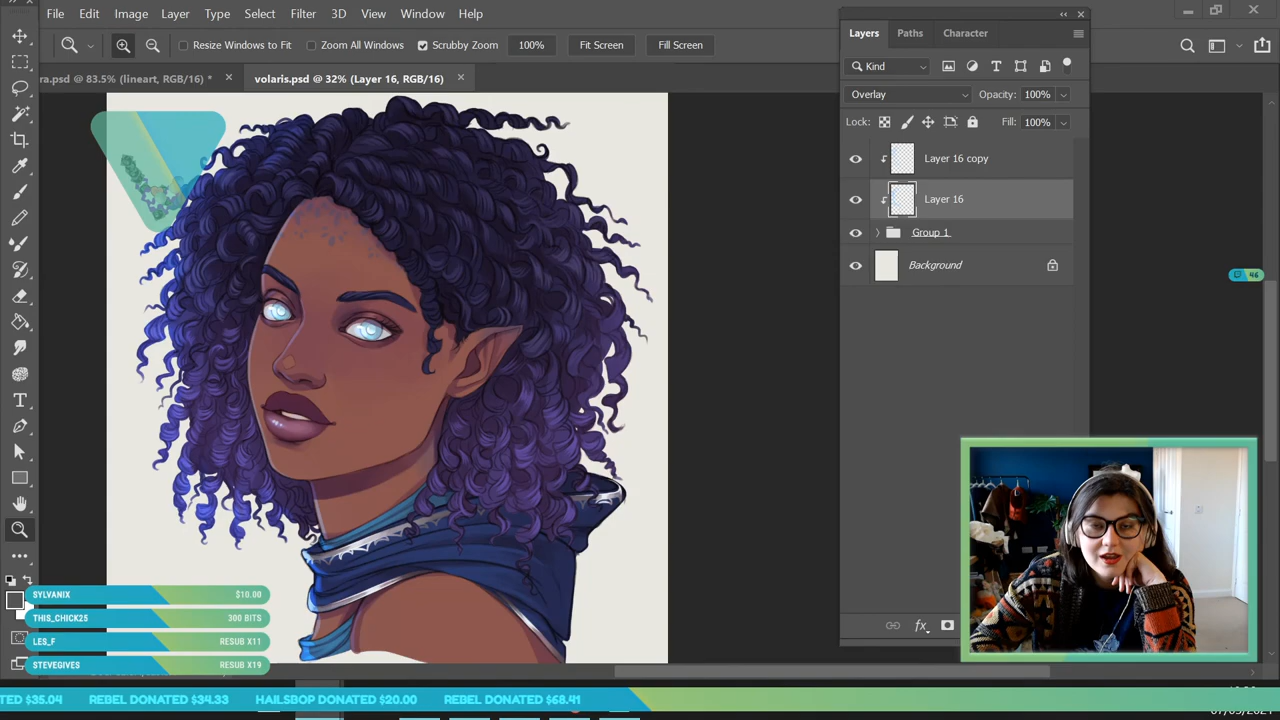 File Edit Image Layer Type Select Filter 3D View Window Help
Resize Windows to Fit Zoom All Windows Scrubby Zoom 100% Fit Screen Fill Screen
ra.psd @ 83.5% (lineart, RGB/16) * volaris.psd @ 32% (Layer 16, RGB/16)
Layers Paths Character
Kind
Overlay Opacity: 100%
Lock: Fill: 100%
Layer 16 copy
Layer 16
Group 1
Background
46
fx
SYLVANIX $10.00
THIS_CHICK25 300 BITS
LES_F RESUB X11
STEVEGIVES RESUB X19
TED $35.04 REBEL DONATED $34.33 HAILSBOP DONATED $20.00 REBEL DONATED $68.41